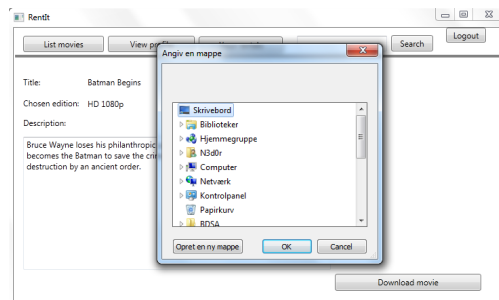 RentIt
List movies
View
Search
Logout
Angiv en mappe
Title: Batman Begins
Chosen edition: HD 1080p
Description:
Bruce Wayne loses his philanthropic
becomes the Batman to save the
destruction by an ancient order.
Skrivebord
Biblioteker
Hjemmegruppe
N3d0r
Computer
Netværk
Kontrolpanel
Papirkurv
BDSA
Opret en ny mappe
OK
Cancel
Download movie